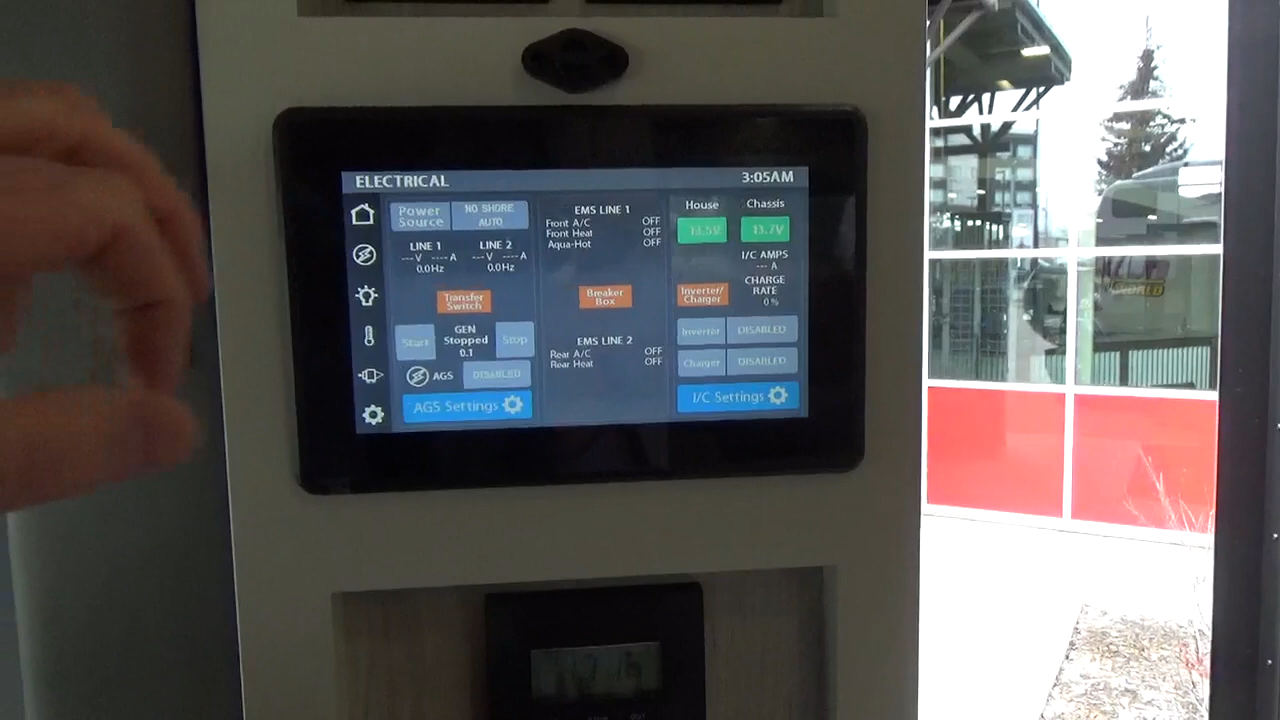 ELECTRICAL
3:05AM
Power
Source
NO SHORE
AUTO
LINE 1
LINE 2
--- V ---- A
--- V ---- A
0.0Hz
0.0Hz
Transfer
Switch
Start
GEN
Stopped
0.1
Stop
AGS
DISABLED
AGS Settings
EMS LINE 1
Front A/C OFF
Front Heat OFF
Aqua-Hot OFF
Breaker
Box
EMS LINE 2
Rear A/C OFF
Rear Heat OFF
House
Chassis
13.5V
13.7V
I/C AMPS
--- A
Inverter/
Charger
CHARGE
RATE
0 %
Inverter
DISABLED
Charger
DISABLED
I/C Settings
WORLD